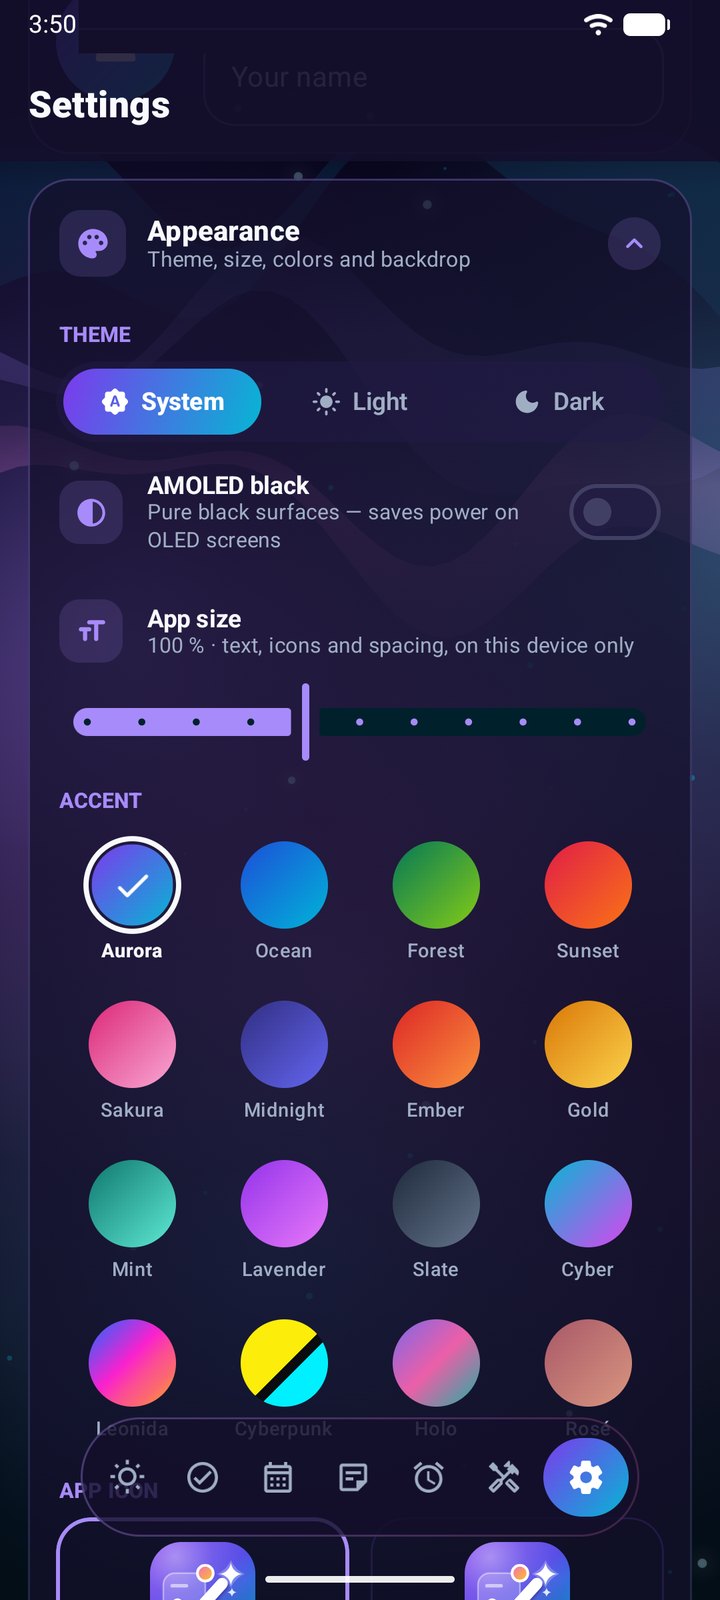 3:50
Your name
Settings
Appearance
Theme, size, colors and backdrop
THEME
System
Light
Dark
AMOLED black
Pure black surfaces — saves power on
OLED screens
App size
100 % · text, icons and spacing, on this device only
ACCENT
Aurora
Ocean
Forest
Sunset
Sakura
Midnight
Ember
Gold
Mint
Lavender
Slate
Cyber
Leonida
Cyberpunk
Holo
Rosé
APP ICON